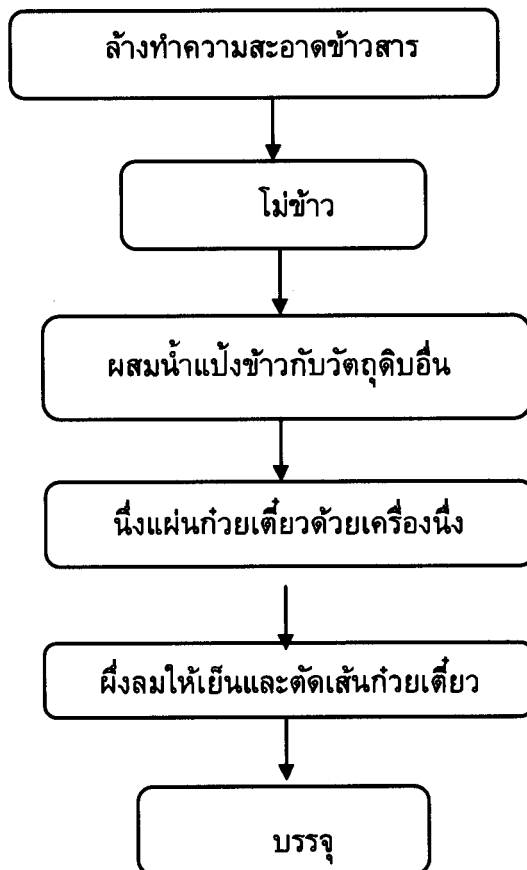 ล้างทำความสะอาดข้าวสาร
โม่ข้าว
ผสมน้ำแป้งข้าวกับวัตถุดิบอื่น
นึ่งแผ่นก๋วยเตี๋ยวด้วยเครื่องนึ่ง
ผึ่งลมให้เย็นและตัดเส้นก๋วยเตี๋ยว
บรรจุ